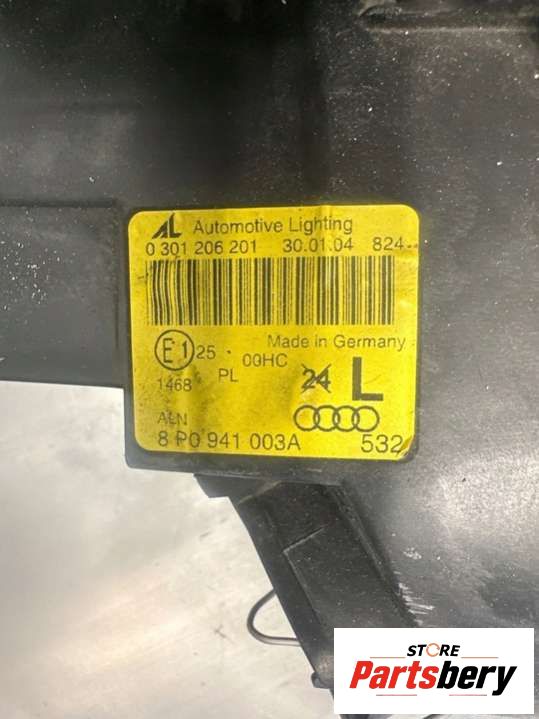 AL Automotive Lighting
0 301 206 201 30.01.04 824
Made in Germany
E1 25 00HC
1468 PL 24 L
ALN
8 P0 941 003A 532
STORE
Partsbery